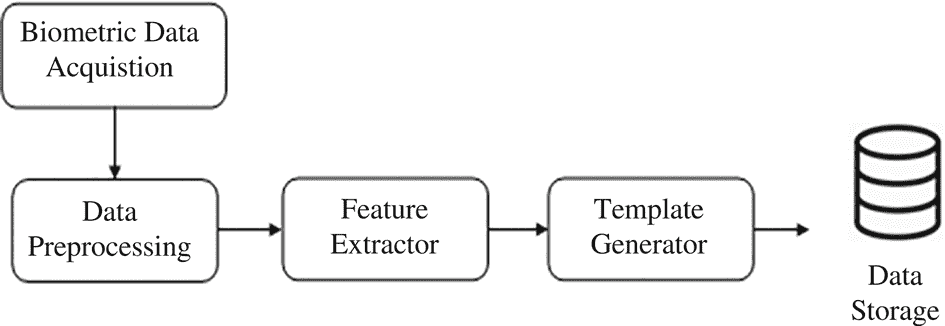 Biometric Data
Acquistion
Data
Preprocessing
Feature
Extractor
Template
Generator
Data
Storage